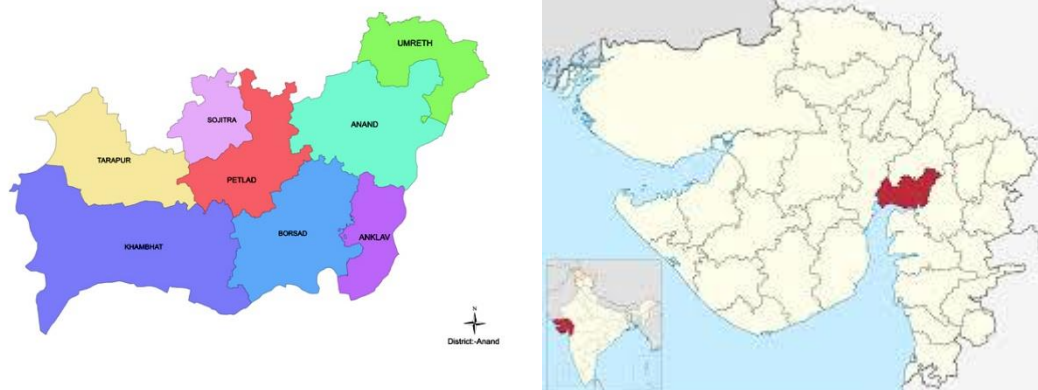 UMRETH
SOJITRA
ANAND
TARAPUR
PETLAD
KHAMBHAT
BORSAD
ANKLAV
N
District:-Anand